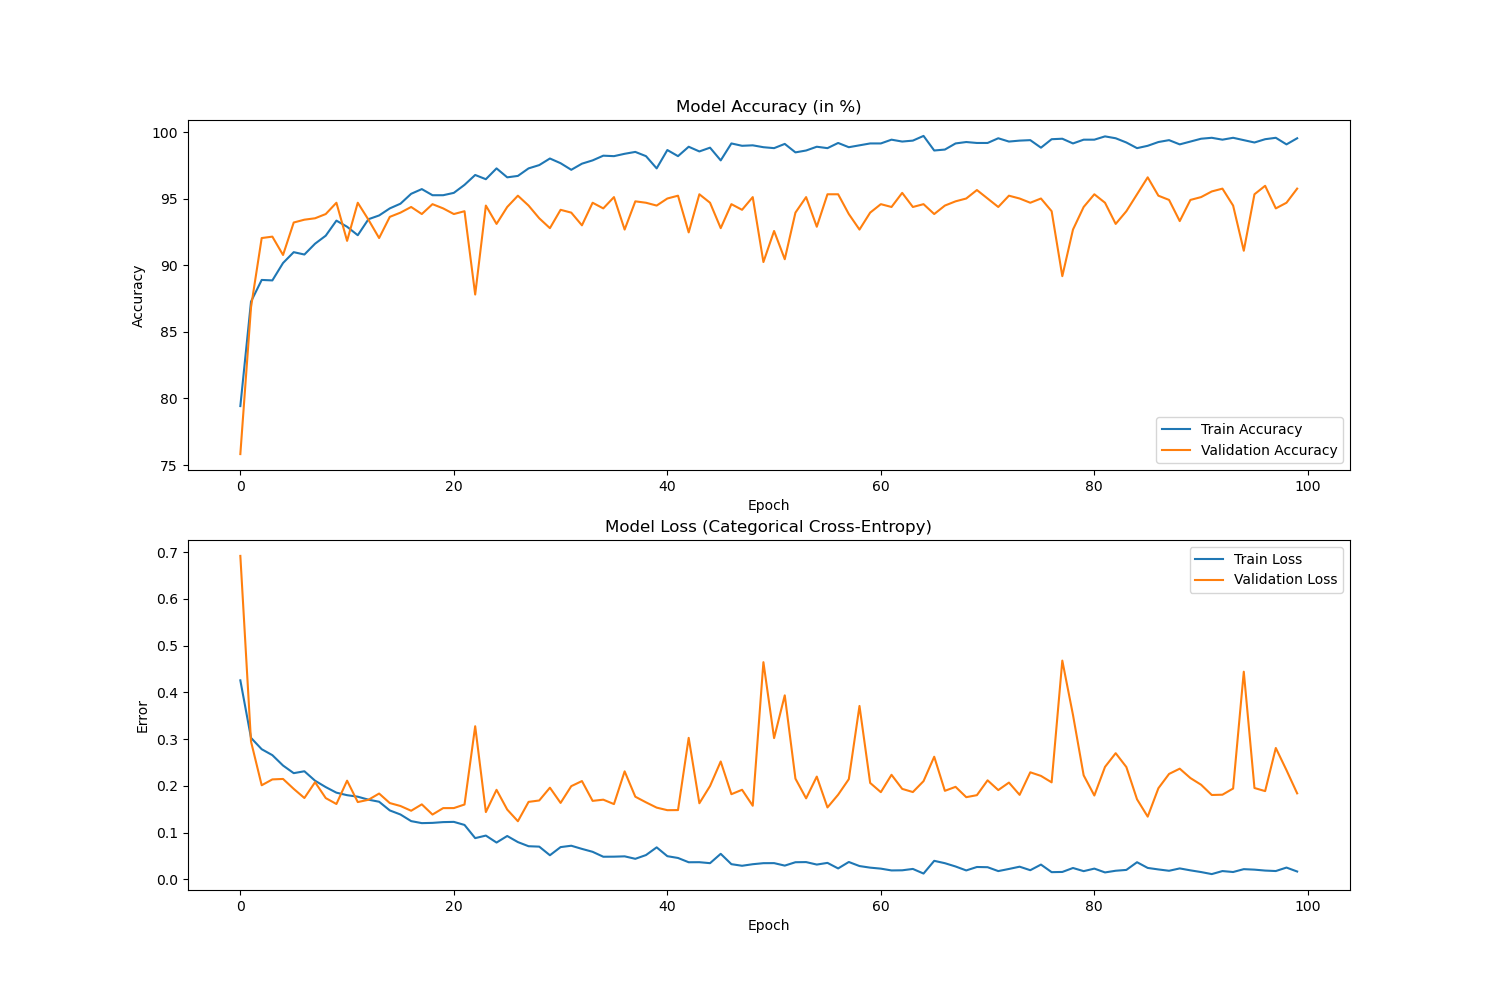 Model Accuracy (in %)
100
95
90
85
80
75
Accuracy
Train Accuracy
Validation Accuracy
0 20 40 60 80 100
Epoch
Model Loss (Categorical Cross-Entropy)
0.7
0.6
0.5
0.4
0.3
0.2
0.1
0.0
Error
Train Loss
Validation Loss
0 20 40 60 80 100
Epoch